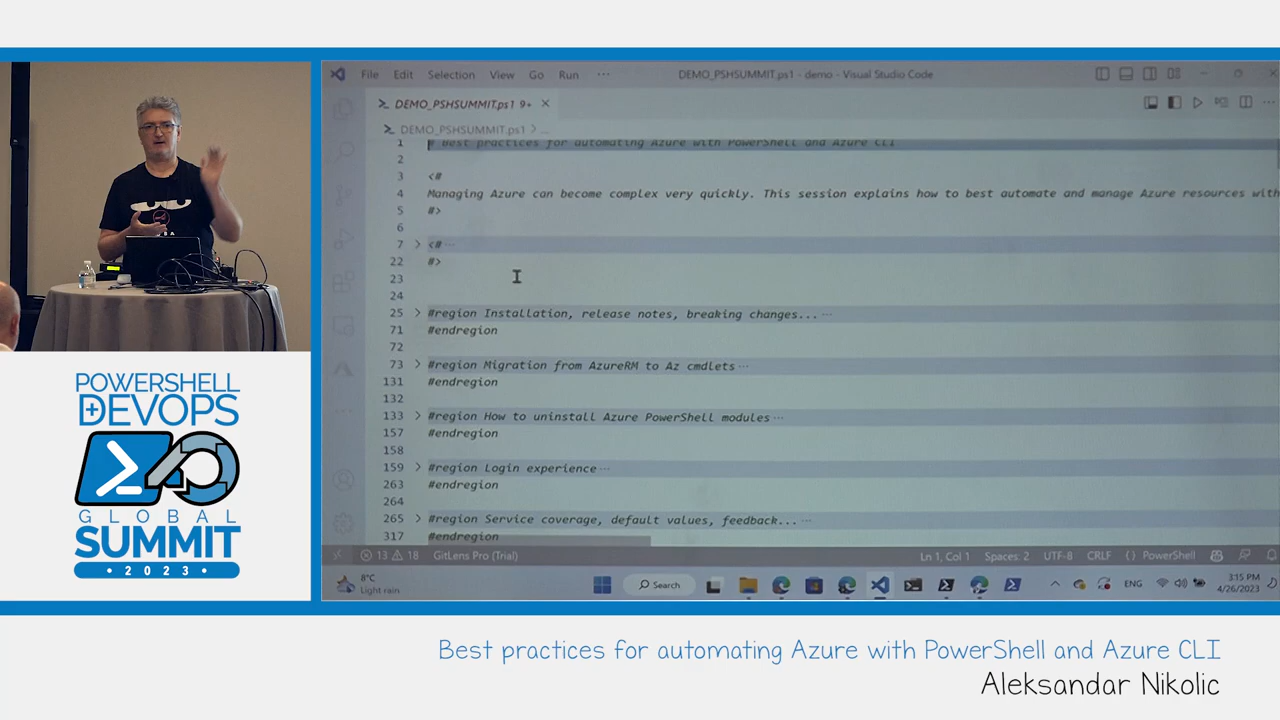 File Edit Selection View Go Run ··· DEMO_PSHSUMMIT.ps1 - demo - Visual Studio Code
DEMO_PSHSUMMIT.ps1 9+
DEMO_PSHSUMMIT.ps1 > ...
1 # Best practices for automating Azure with PowerShell and Azure CLI
2
3 <#
4 Managing Azure can become complex very quickly. This session explains how to best automate and manage Azure resources with
5 #>
6
7 <# ···
22 #>
23
24
25 #region Installation, release notes, breaking changes... ···
71 #endregion
72
73 #region Migration from AzureRM to Az cmdlets ···
131 #endregion
132
133 #region How to uninstall Azure PowerShell modules ···
157 #endregion
158
159 #region Login experience ···
263 #endregion
264
265 #region Service coverage, default values, feedback... ···
317 #endregion
13 18 GitLens Pro (Trial) Ln 1, Col 1 Spaces: 2 UTF-8 CRLF {} PowerShell
8°C
Light rain
Search
ENG
3:15 PM
4/26/2023
POWERSHELL
+DEVOPS
GLOBAL
SUMMIT
· 2023 ·
Best practices for automating Azure with PowerShell and Azure CLI
Aleksandar Nikolic